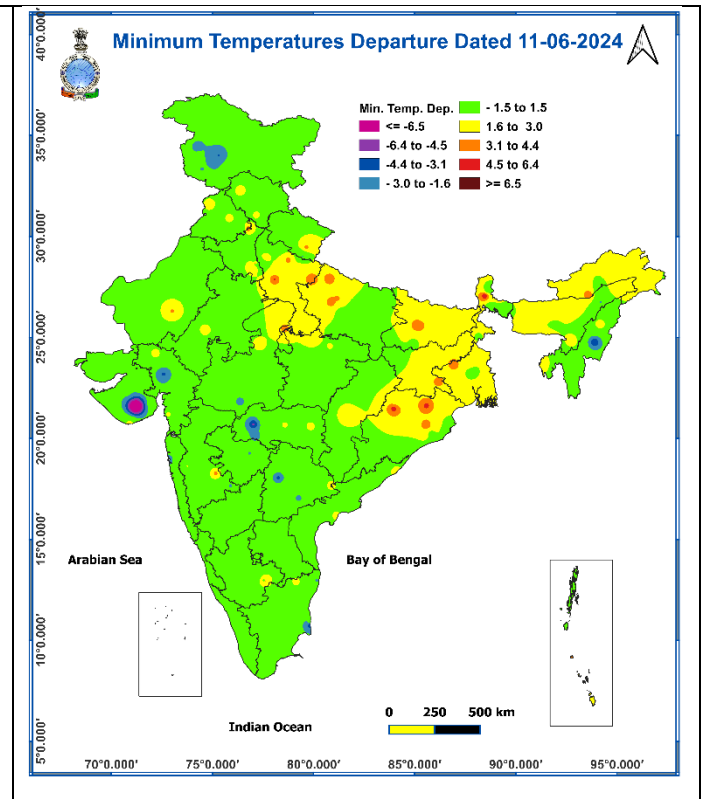 Minimum Temperatures Departure Dated 11-06-2024
Min. Temp. Dep.
<= -6.5
-6.4 to -4.5
-4.4 to -3.1
- 3.0 to -1.6
- 1.5 to 1.5
1.6 to 3.0
3.1 to 4.4
4.5 to 6.4
>= 6.5
40°0.000'
35°0.000'
30°0.000'
25°0.000'
20°0.000'
15°0.000'
10°0.000'
5°0.000'
Arabian Sea
Bay of Bengal
Indian Ocean
0 250 500 km
70°0.000' 75°0.000' 80°0.000' 85°0.000' 90°0.000' 95°0.000'